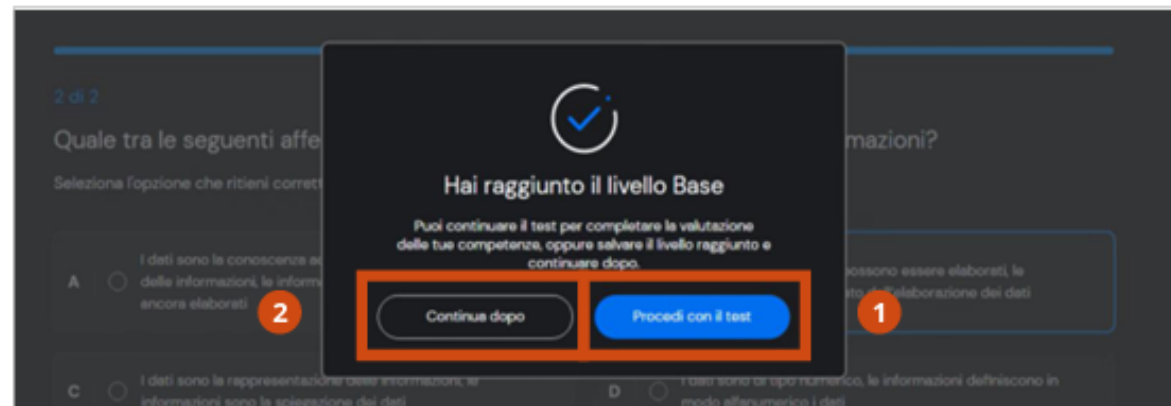 2 di 2
Quale tra le seguenti affe
mazioni?
Seleziona l'opzione che ritieni corrett
Hai raggiunto il livello Base
Puoi continuare il test per completare la valutazione
delle tue competenze, oppure salvare il livello raggiunto e
continuare dopo.
Continua dopo
Procedi con il test
2
1
A
I dati sono la conoscenza
delle informazioni, le inform
ancora elaborati
possono essere elaborati, le
dell'elaborazione dei dati
C
I dati sono la rappresentazione delle informazioni, le
informazioni sono la spiegazione dei dati
D
I dati sono di tipo numerico, le informazioni definiscono in
modo alfanumerico i dati